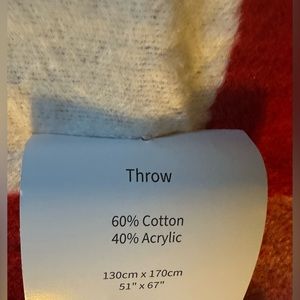 Throw
60% Cotton
40% Acrylic
130cm x 170cm
51" x 67"